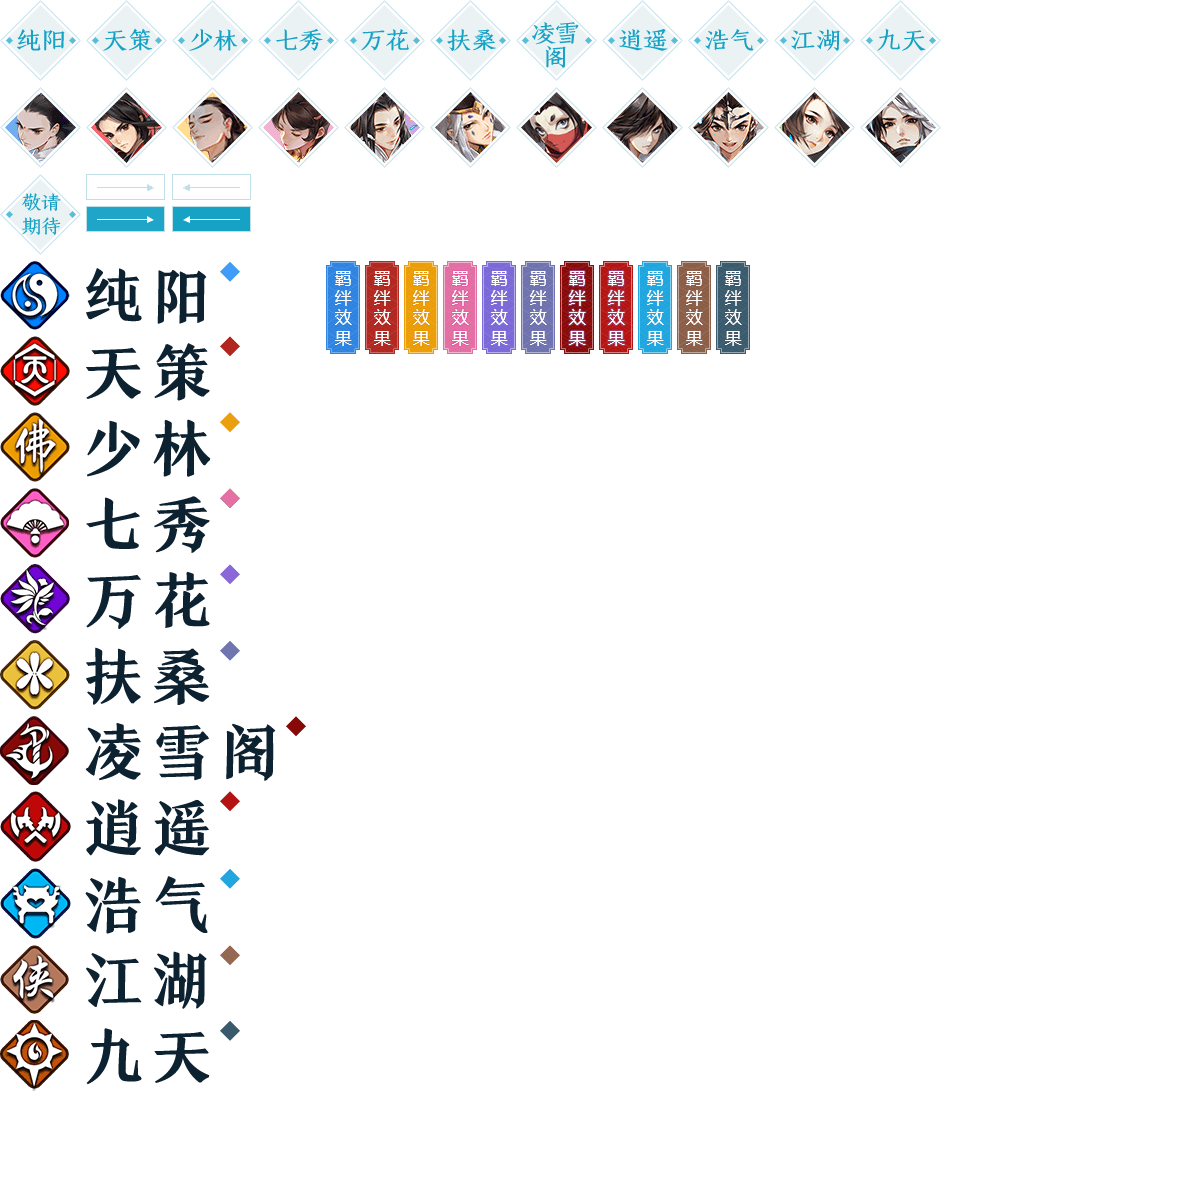 纯阳 天策 少林 七秀 万花 扶桑 凌雪阁 逍遥 浩气 江湖 九天
敬请
期待
纯阳
羁绊效果 羁绊效果 羁绊效果 羁绊效果 羁绊效果 羁绊效果 羁绊效果 羁绊效果 羁绊效果 羁绊效果 羁绊效果
天策
佛 少林
七秀
万花
扶桑
凌雪阁
逍遥
浩气
侠 江湖
九天